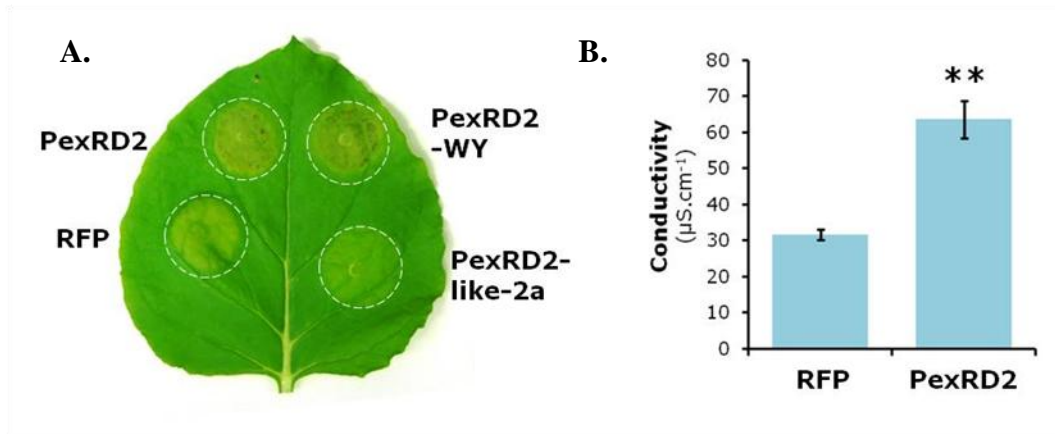 A.
PexRD2
PexRD2
-WY
RFP
PexRD2-
like-2a
B.
Conductivity
(µS.cm⁻¹)
80
70
60
50
40
30
20
10
0
**
RFP
PexRD2